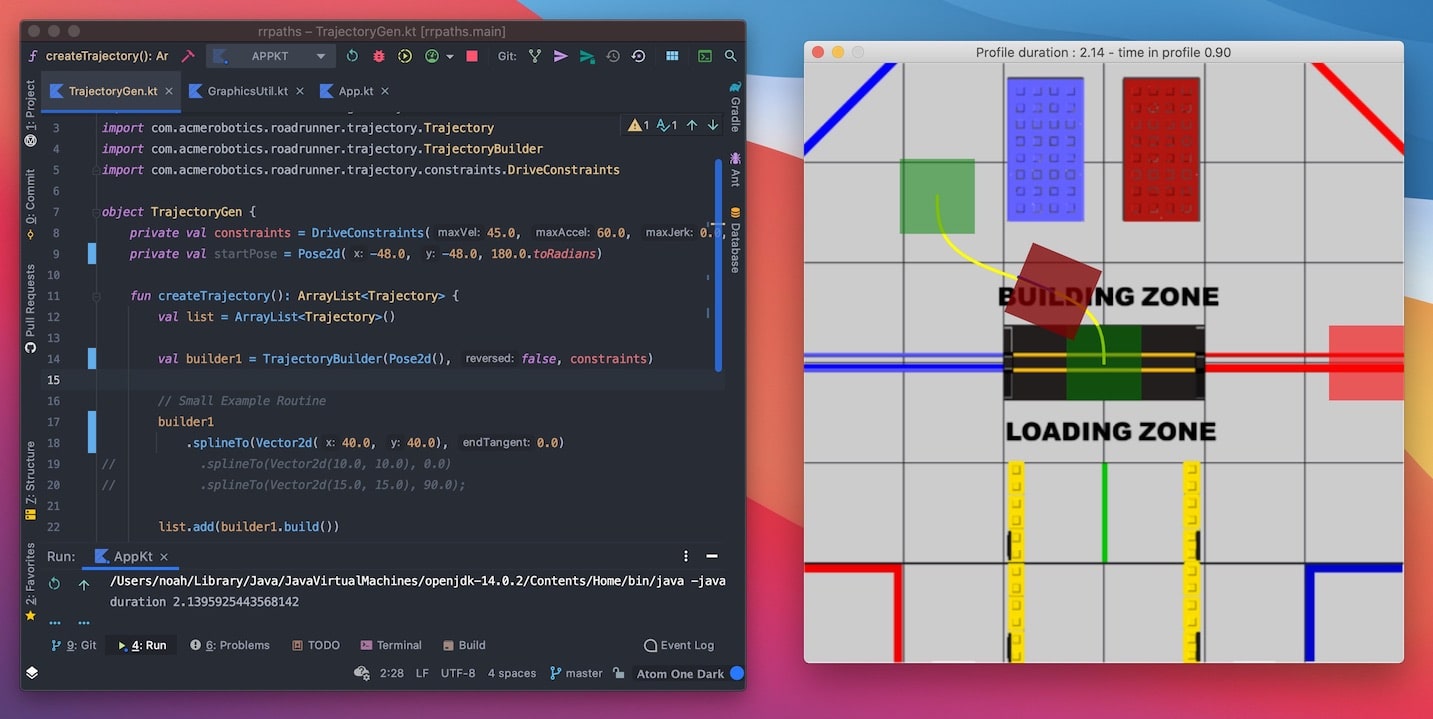 rrpaths – TrajectoryGen.kt [rrpaths.main]
createTrajectory(): Ar APPKT Git:
TrajectoryGen.kt GraphicsUtil.kt App.kt
1: Project
0: Commit
Pull Requests
7: Structure
2: Favorites
3 import com.acmerobotics.roadrunner.trajectory.Trajectory
4 import com.acmerobotics.roadrunner.trajectory.TrajectoryBuilder
5 import com.acmerobotics.roadrunner.trajectory.constraints.DriveConstraints
6
7 object TrajectoryGen {
8 private val constraints = DriveConstraints( maxVel: 45.0, maxAccel: 60.0, maxJerk: 0.0,
9 private val startPose = Pose2d( x: -48.0, y: -48.0, 180.0.toRadians)
10
11 fun createTrajectory(): ArrayList<Trajectory> {
12 val list = ArrayList<Trajectory>()
13
14 val builder1 = TrajectoryBuilder(Pose2d(), reversed: false, constraints)
15
16 // Small Example Routine
17 builder1
18 .splineTo(Vector2d( x: 40.0, y: 40.0), endTangent: 0.0)
19 // .splineTo(Vector2d(10.0, 10.0), 0.0)
20 // .splineTo(Vector2d(15.0, 15.0), 90.0);
21
22 list.add(builder1.build())
1 1
Gradle
Ant
Database
Run: AppKt
/Users/noah/Library/Java/JavaVirtualMachines/openjdk-14.0.2/Contents/Home/bin/java -java
duration 2.1395925443568142
9: Git 4: Run 6: Problems TODO Terminal Build Event Log
2:28 LF UTF-8 4 spaces master Atom One Dark
Profile duration : 2.14 - time in profile 0.90
BUILDING ZONE
LOADING ZONE